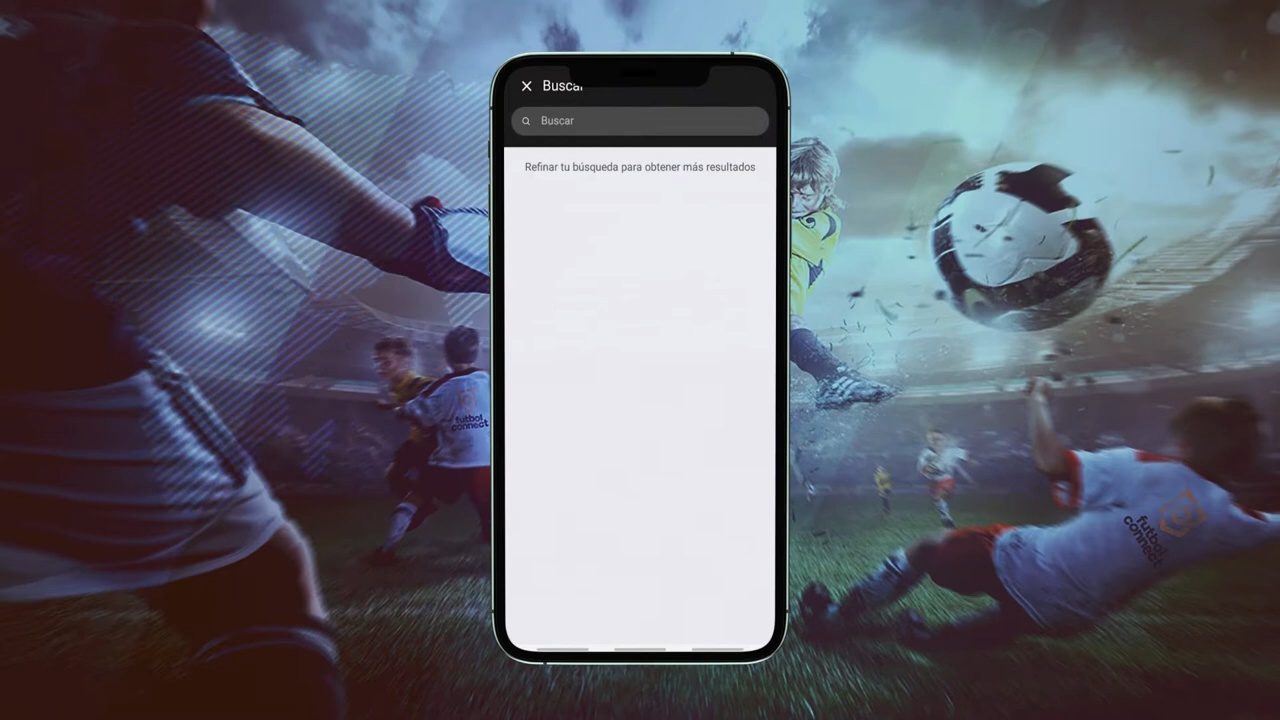 Buscar
Buscar
Refinar tu búsqueda para obtener más resultados
futbol
connect
futbol
connect